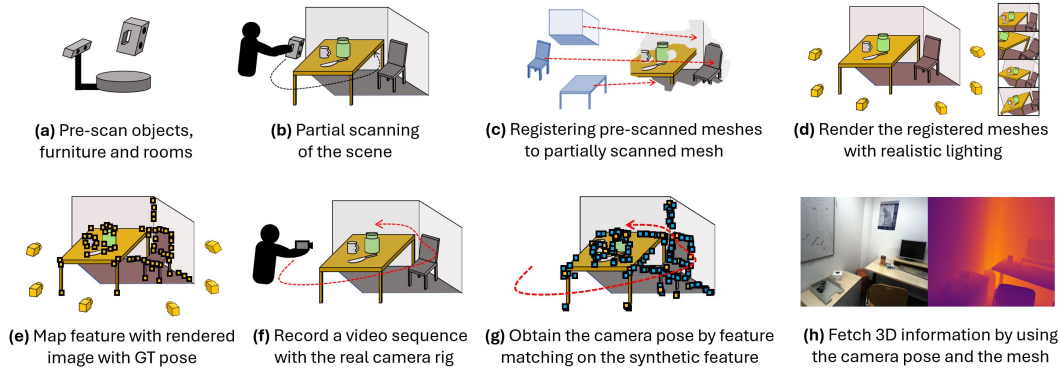 (a) Pre-scan objects,
furniture and rooms
(b) Partial scanning
of the scene
(c) Registering pre-scanned meshes
to partially scanned mesh
(d) Render the registered meshes
with realistic lighting
(e) Map feature with rendered
image with GT pose
(f) Record a video sequence
with the real camera rig
(g) Obtain the camera pose by feature
matching on the synthetic feature
(h) Fetch 3D information by using
the camera pose and the mesh